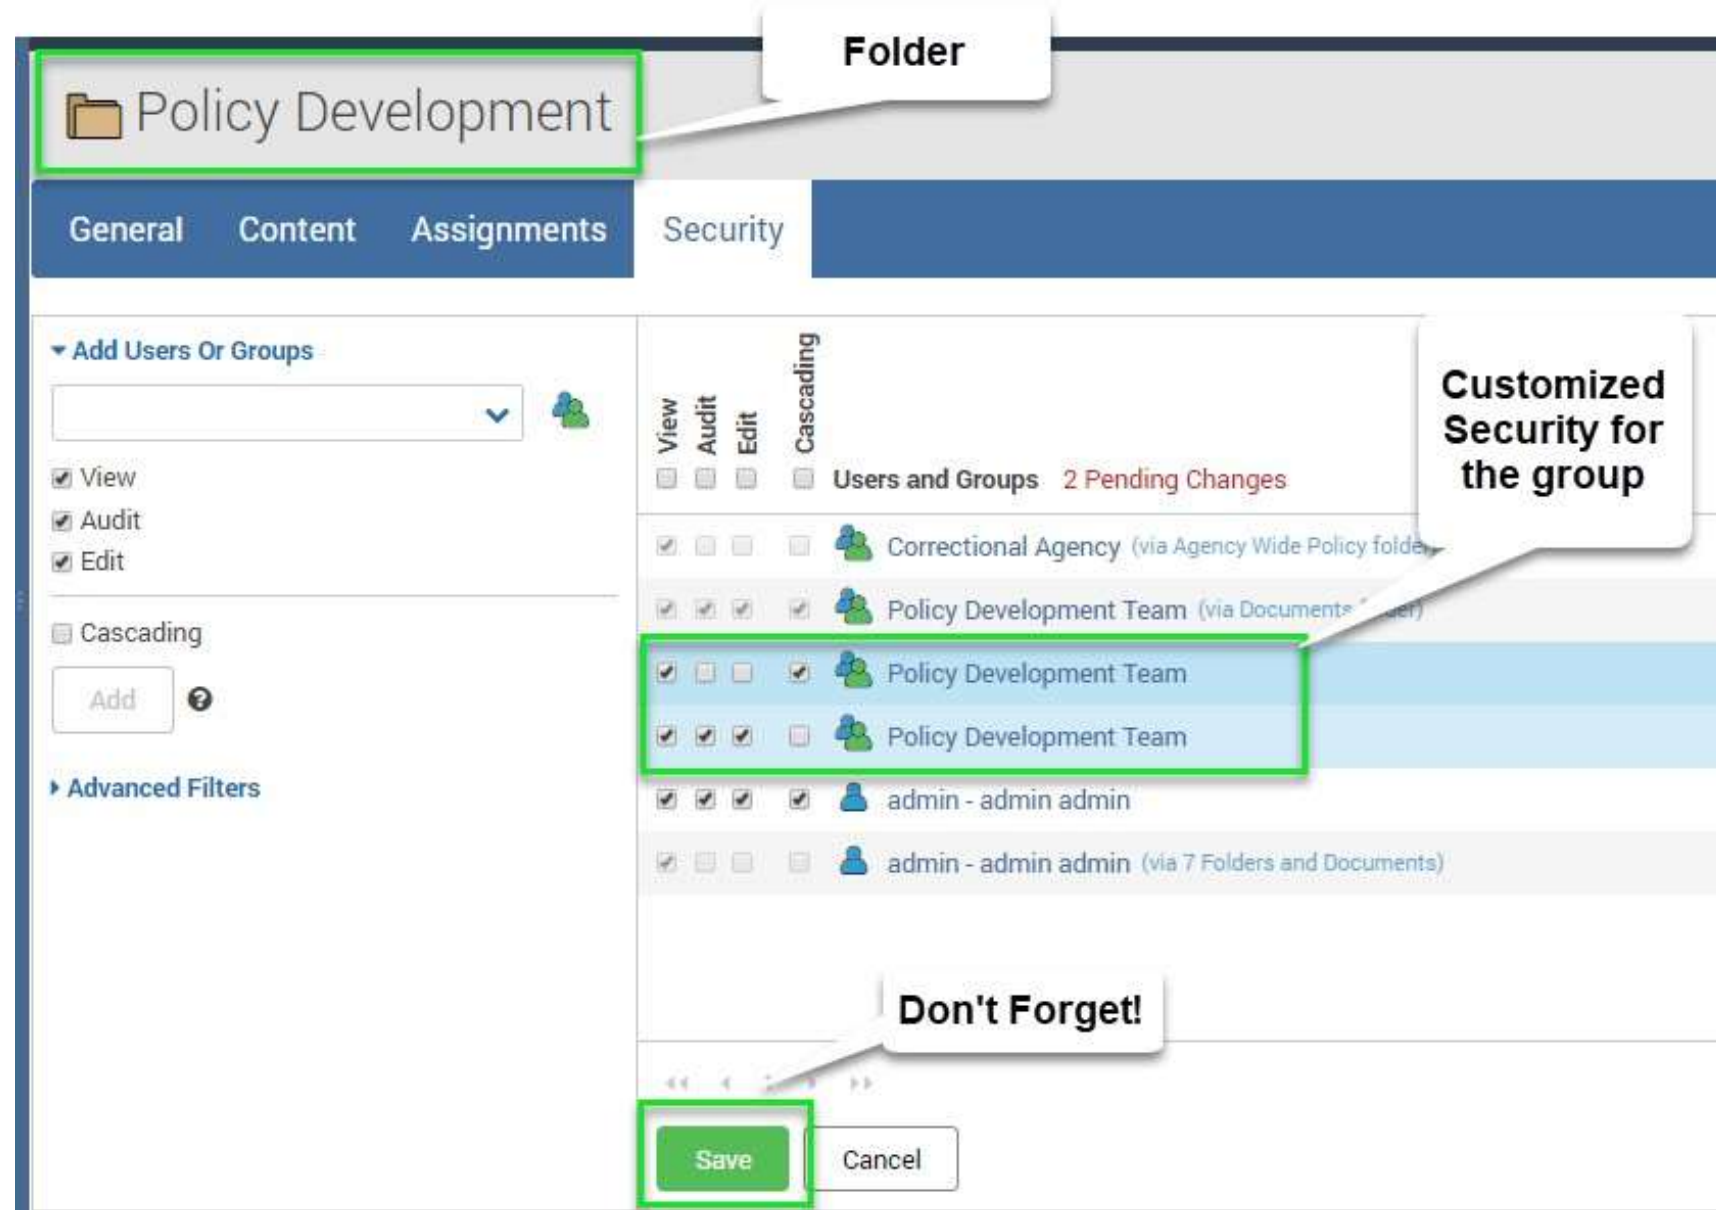 Folder
Policy Development
General Content Assignments Security
Add Users Or Groups
View
Audit
Edit
Cascading
Add
Advanced Filters
View Audit Edit Cascading
Users and Groups 2 Pending Changes
Customized
Security for
the group
Correctional Agency (via Agency Wide Policy folder)
Policy Development Team (via Documents
Policy Development Team
Policy Development Team
admin - admin admin
admin - admin admin (via 7 Folders and Documents)
Don't Forget!
Save Cancel